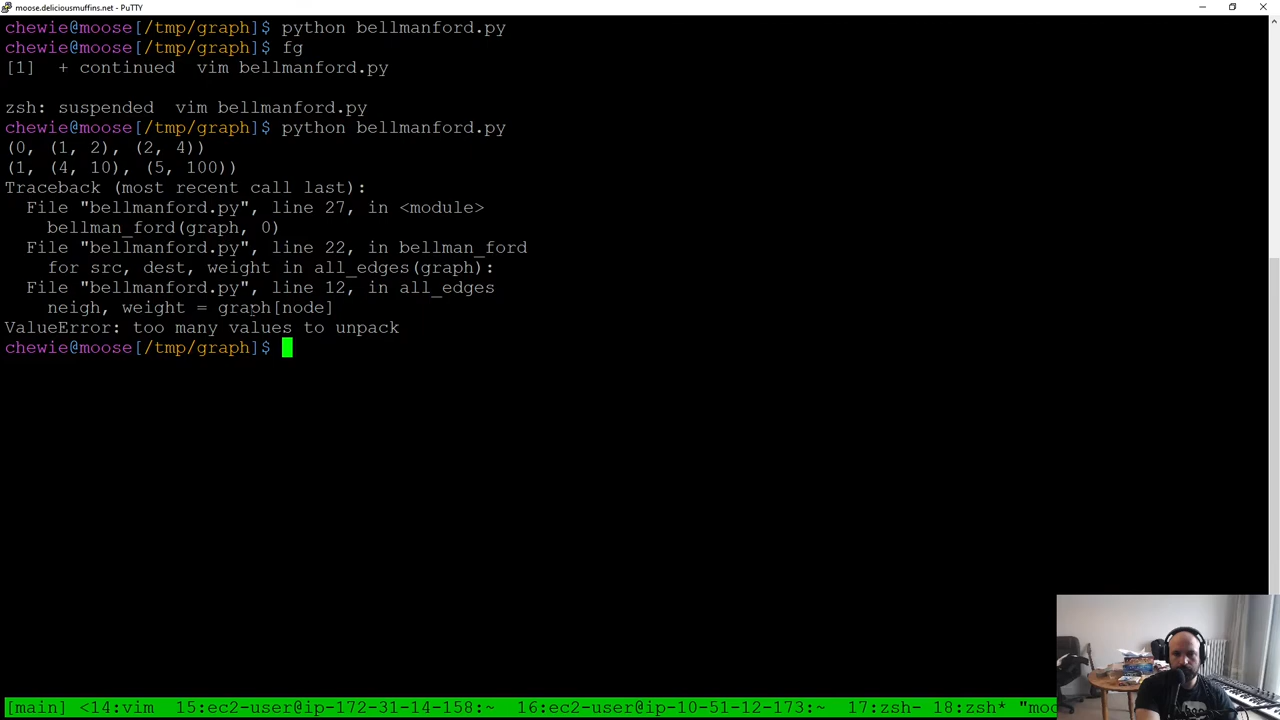 moose.deliciousmuffins.net - PuTTY
chewie@moose[/tmp/graph]$ python bellmanford.py
chewie@moose[/tmp/graph]$ fg
[1]  + continued  vim bellmanford.py
zsh: suspended  vim bellmanford.py
chewie@moose[/tmp/graph]$ python bellmanford.py
(0, (1, 2), (2, 4))
(1, (4, 10), (5, 100))
Traceback (most recent call last):
  File "bellmanford.py", line 27, in <module>
    bellman_ford(graph, 0)
  File "bellmanford.py", line 22, in bellman_ford
    for src, dest, weight in all_edges(graph):
  File "bellmanford.py", line 12, in all_edges
    neigh, weight = graph[node]
ValueError: too many values to unpack
chewie@moose[/tmp/graph]$
[main] <14:vim  15:ec2-user@ip-172-31-14-158:~  16:ec2-user@ip-10-51-12-173:~  17:zsh- 18:zsh* "moo